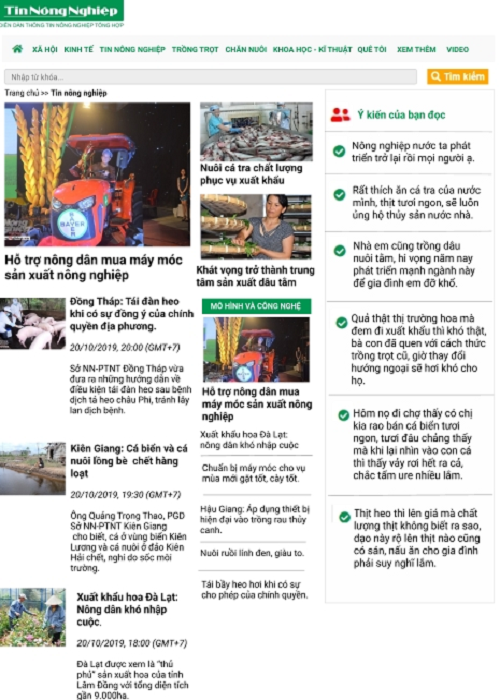 Tin Nông Nghiệp
DIỄN ĐÀN THÔNG TIN NÔNG NGHIỆP TỔNG HỢP
XÃ HỘI KINH TẾ TIN NÔNG NGHIỆP TRỒNG TRỌT CHĂN NUÔI KHOA HỌC - KĨ THUẬT QUÊ TÔI XEM THÊM VIDEO
Nhập từ khóa...
Tìm kiếm
Trang chủ >> Tin nông nghiệp
BAYER
Hỗ trợ nông dân mua máy móc
sản xuất nông nghiệp
Đồng Tháp: Tái đàn heo
khi có sự đồng ý của chính
quyền địa phương.
20/10/2019, 20:00 (GMT+7)
Sở NN-PTNT Đồng Tháp vừa
đưa ra những hướng dẫn về
điều kiện tái đàn heo sau bệnh
dịch tả heo châu Phi, tránh lây
lan dịch bệnh.
Kiên Giang: Cá biển và cá
nuôi lồng bè chết hàng
loạt
20/10/2019, 19:30 (GMT+7)
Ông Quảng Trọng Thao, PGĐ
Sở NN-PTNT Kiên Giang
cho biết, cá ở vùng biển Kiên
Lương và cá nuôi ở đảo Kiên
Hải chết, nghi do sốc môi
trường.
Xuất khẩu hoa Đà Lạt:
Nông dân khó nhập
cuộc.
20/10/2019, 18:00 (GMT+7)
Đà Lạt được xem là "thủ
phủ" sản xuất hoa của tỉnh
Lâm Đồng với tổng diện tích
gần 9.000ha.
Nuôi cá tra chất lượng
phục vụ xuất khẩu
Khát vọng trở thành trung
tâm sản xuất dâu tằm
MÔ HÌNH VÀ CÔNG NGHỆ
Hỗ trợ nông dân mua
máy móc sản xuất nông
nghiệp
Xuất khẩu hoa Đà Lạt:
nông dân khó nhập cuộc
Chuẩn bị máy móc cho vụ
mùa mới gặt tốt, cày tốt.
Hậu Giang: Áp dụng thiết bị
hiện đại vào trồng rau thủy
canh.
Nuôi ruồi lính đen, giàu to.
Tái bầy heo hơi khi có sự
cho phép của chính quyền.
Ý kiến của bạn đọc
Nông nghiệp nước ta phát
triển trở lại rồi mọi người ạ.
Rất thích ăn cá tra của nước
mình, thịt tươi ngon, sẽ luôn
ủng hộ thủy sản nước nhà.
Nhà em cũng trồng dâu
nuôi tằm, hi vọng năm nay
phát triển mạnh ngành này
để gia đình em đỡ khổ.
Quả thật thị trường hoa mà
đem đi xuất khẩu thì khó thật,
bà con đã quen với cách thức
trồng trọt cũ, giờ thay đổi
hướng ngoại sẽ hơi khó cho
họ.
Hôm nọ đi chợ thấy có chị
kia rao bán cá biển tươi
ngon, tươi đâu chẳng thấy
mà khi lại nhìn vào con cá
thì thấy vảy rơi hết ra cả,
chắc tẩm ure nhiều lắm.
Thịt heo thì lên giá mà chất
lượng thịt không biết ra sao,
dạo này rộ lên thịt nào cũng
có sán, nấu ăn cho gia đình
phải suy nghĩ lắm.